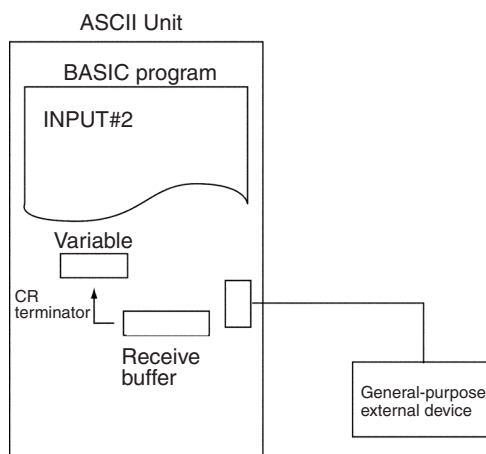 ASCII Unit
BASIC program
INPUT#2
Variable
CR
terminator
Receive
buffer
General-purpose
external device